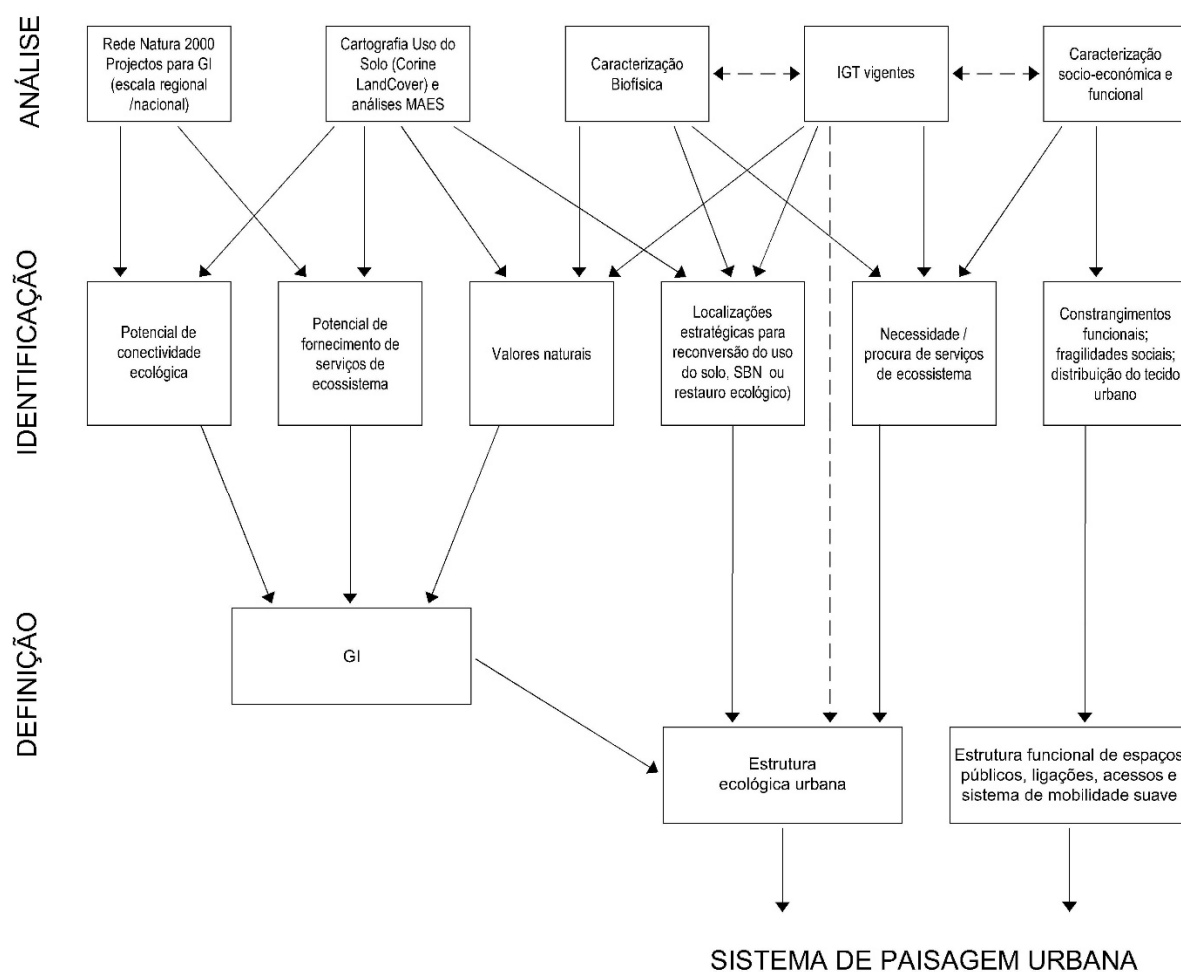 ANÁLISE
Rede Natura 2000
Projectos para GI
(escala regional
/nacional)
Cartografia Uso do
Solo (Corine
LandCover) e
análises MAES
Caracterização
Biofísica
IGT vigentes
Caracterização
socio-económica e
funcional
IDENTIFICAÇÃO
Potencial de
conectividade
ecológica
Potencial de
fornecimento de
serviços de
ecossistema
Valores naturais
Localizações
estratégicas para
reconversão do uso
do solo, SBN ou
restauro ecológico)
Necessidade /
procura de serviços
de ecossistema
Constrangimentos
funcionais;
fragilidades sociais;
distribuição do tecido
urbano
DEFINIÇÃO
GI
Estrutura
ecológica urbana
Estrutura funcional de espaços
públicos, ligações, acessos e
sistema de mobilidade suave
SISTEMA DE PAISAGEM URBANA